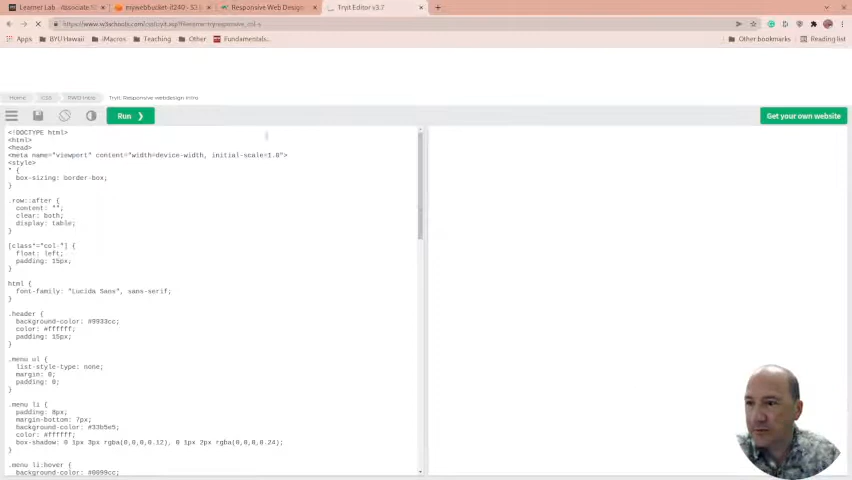 Learner Lab - Associate
mywebbucket-it240 - S3
Responsive Web Design
Tryit Editor v3.7
https://www.w3schools.com/css/tryit.asp?filename=tryresponsive_col-s
Apps BYU Hawaii iMacros Teaching Other Fundamentals... Other bookmarks Reading list
Home CSS RWD Intro Tryit: Responsive webdesign intro
Run ❯ Get your own website
<!DOCTYPE html>
<html>
<head>
<meta name="viewport" content="width=device-width, initial-scale=1.0">
<style>
* {
box-sizing: border-box;
}
.row::after {
content: "";
clear: both;
display: table;
}
[class*="col-"] {
float: left;
padding: 15px;
}
html {
font-family: "Lucida Sans", sans-serif;
}
.header {
background-color: #9933cc;
color: #ffffff;
padding: 15px;
}
.menu ul {
list-style-type: none;
margin: 0;
padding: 0;
}
.menu li {
padding: 8px;
margin-bottom: 7px;
background-color: #33b5e5;
color: #ffffff;
box-shadow: 0 1px 3px rgba(0,0,0,0.12), 0 1px 2px rgba(0,0,0,0.24);
}
.menu li:hover {
background-color: #0099cc;